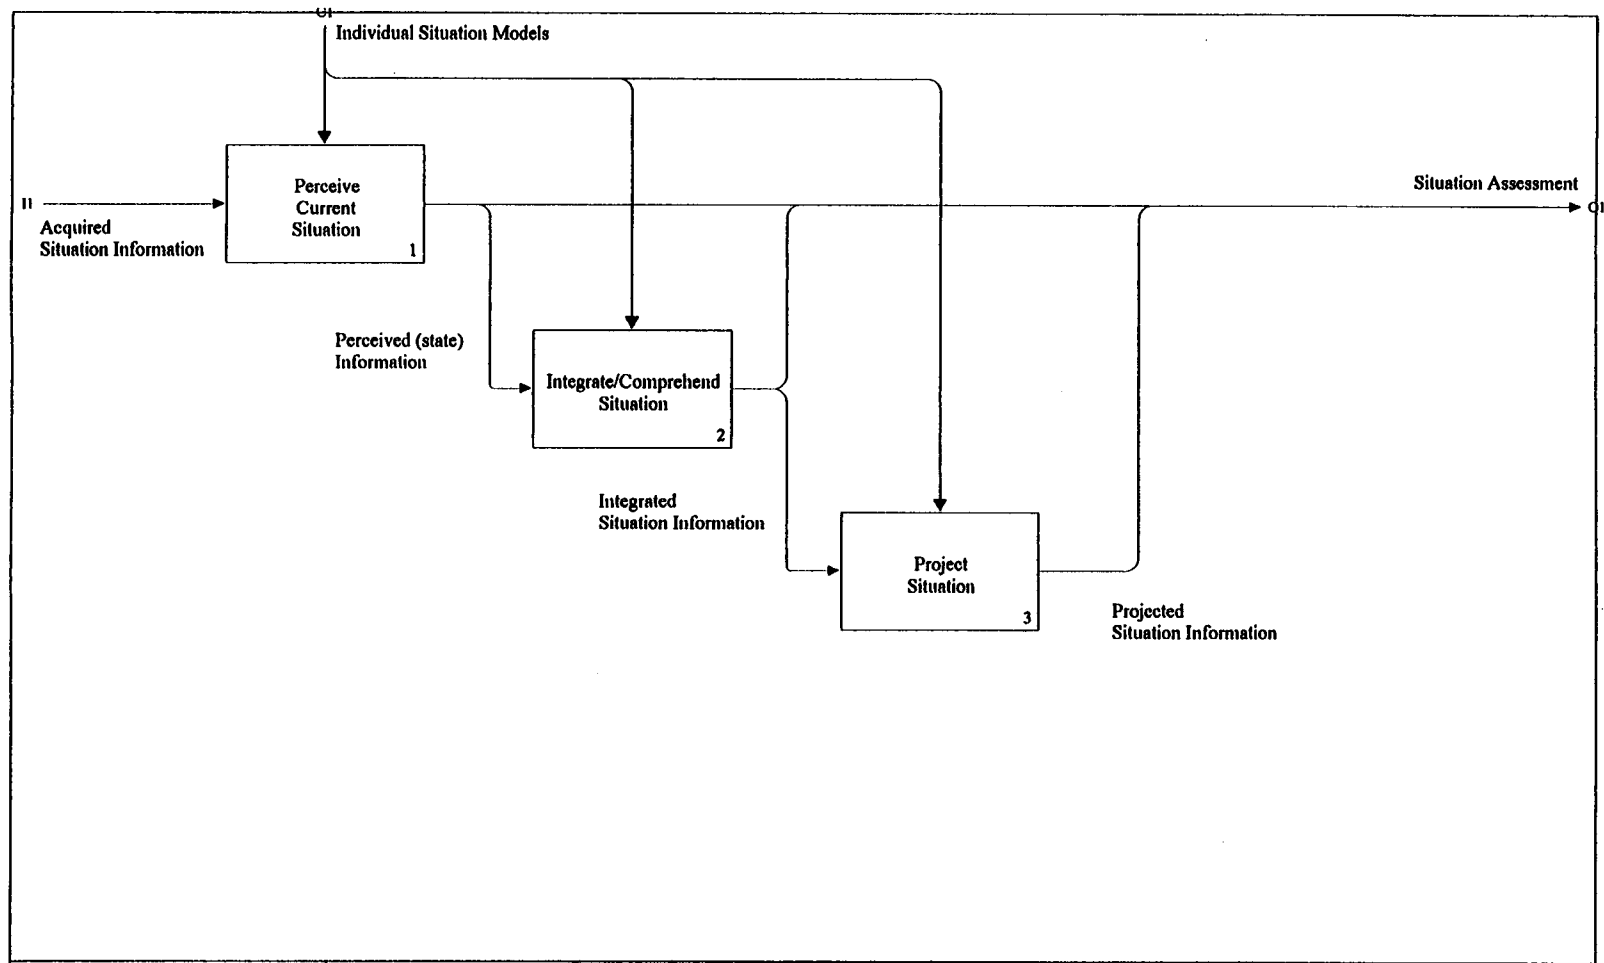 Individual Situation Models
Perceive
Current
Situation
1
I1
Acquired
Situation Information
Situation Assessment
O1
Perceived (state)
Information
Integrate/Comprehend
Situation
2
Integrated
Situation Information
Project
Situation
3
Projected
Situation Information